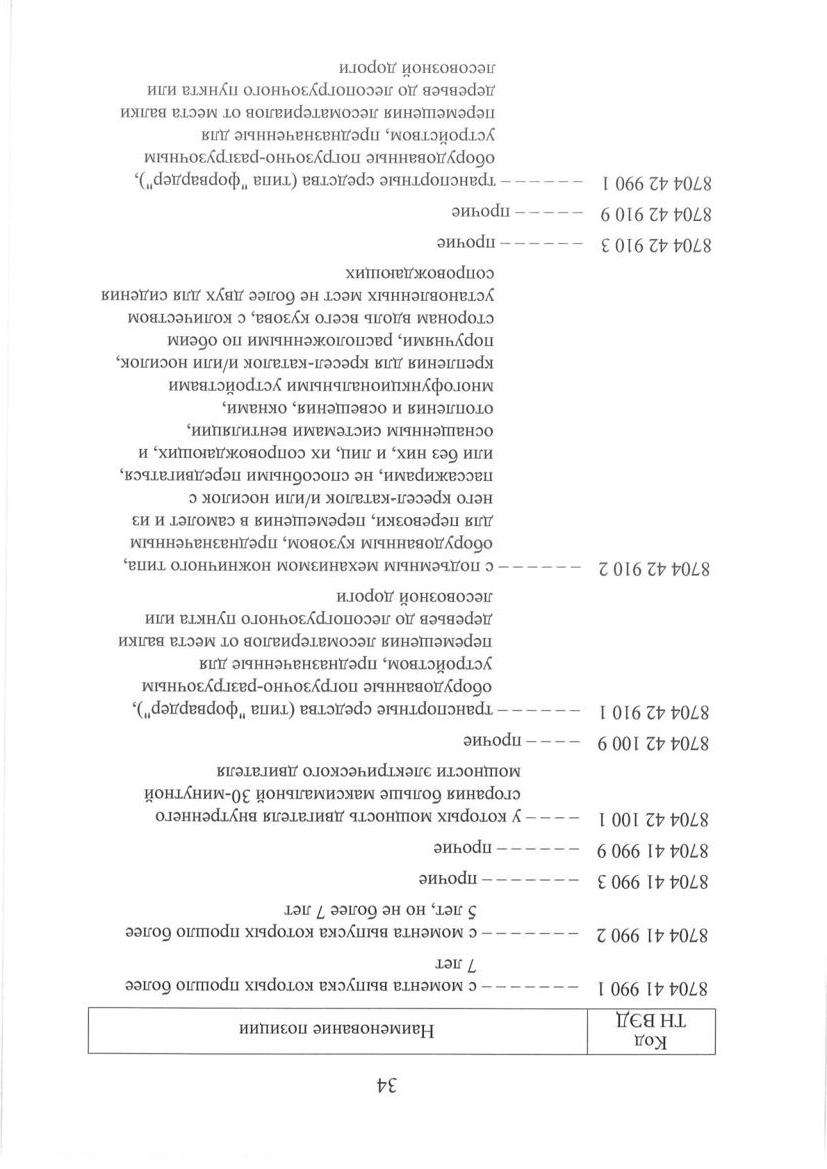 34
Код
ТН ВЭД
Наименование позиции
8704 41 990 1 – – – – – – – с момента выпуска которых прошло более
7 лет
8704 41 990 2 – – – – – – – с момента выпуска которых прошло более
5 лет, но не более 7 лет
8704 41 990 3 – – – – – – – прочие
8704 41 990 9 – – – – – – прочие
8704 42 100 1 – – – – у которых мощность двигателя внутреннего
сгорания больше максимальной 30-минутной
мощности электрического двигателя
8704 42 100 9 – – – – прочие
8704 42 910 1 – – – – – – транспортные средства (типа "форвардер"),
оборудованные погрузочно-разгрузочным
устройством, предназначенные для
перемещения лесоматериалов от места валки
деревьев до лесопогрузочного пункта или
лесовозной дороги
8704 42 910 2 – – – – – – с подъемным механизмом ножничного типа,
оборудованным кузовом, предназначенным
для перевозки, перемещения в самолет и из
него кресел-каталок и/или носилок с
пассажирами, не способными передвигаться,
или без них, и лиц, их сопровождающих, и
оснащенным системами вентиляции,
отопления и освещения, окнами,
многофункциональными устройствами
крепления для кресел-каталок и/или носилок,
поручнями, расположенными по обеим
сторонам вдоль всего кузова, с количеством
установленных мест не более двух для сидения
сопровождающих
8704 42 910 3 – – – – – – прочие
8704 42 910 9 – – – – – прочие
8704 42 990 1 – – – – – – транспортные средства (типа "форвардер"),
оборудованные погрузочно-разгрузочным
устройством, предназначенные для
перемещения лесоматериалов от места валки
деревьев до лесопогрузочного пункта или
лесовозной дороги